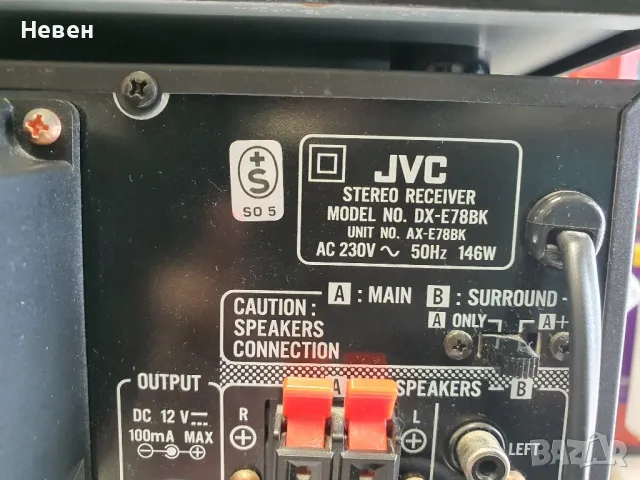 Невен
JVC
STEREO RECEIVER
MODEL NO. DX-E78BK
UNIT NO. AX-E78BK
AC 230V ~ 50Hz 146W
+
S
SO 5
CAUTION :
SPEAKERS
CONNECTION
A : MAIN B : SURROUND -
A ONLY A +
OUTPUT
DC 12 V
100mA MAX
- +
A SPEAKERS - B
R
+
L
+
LEFT
BAZAR